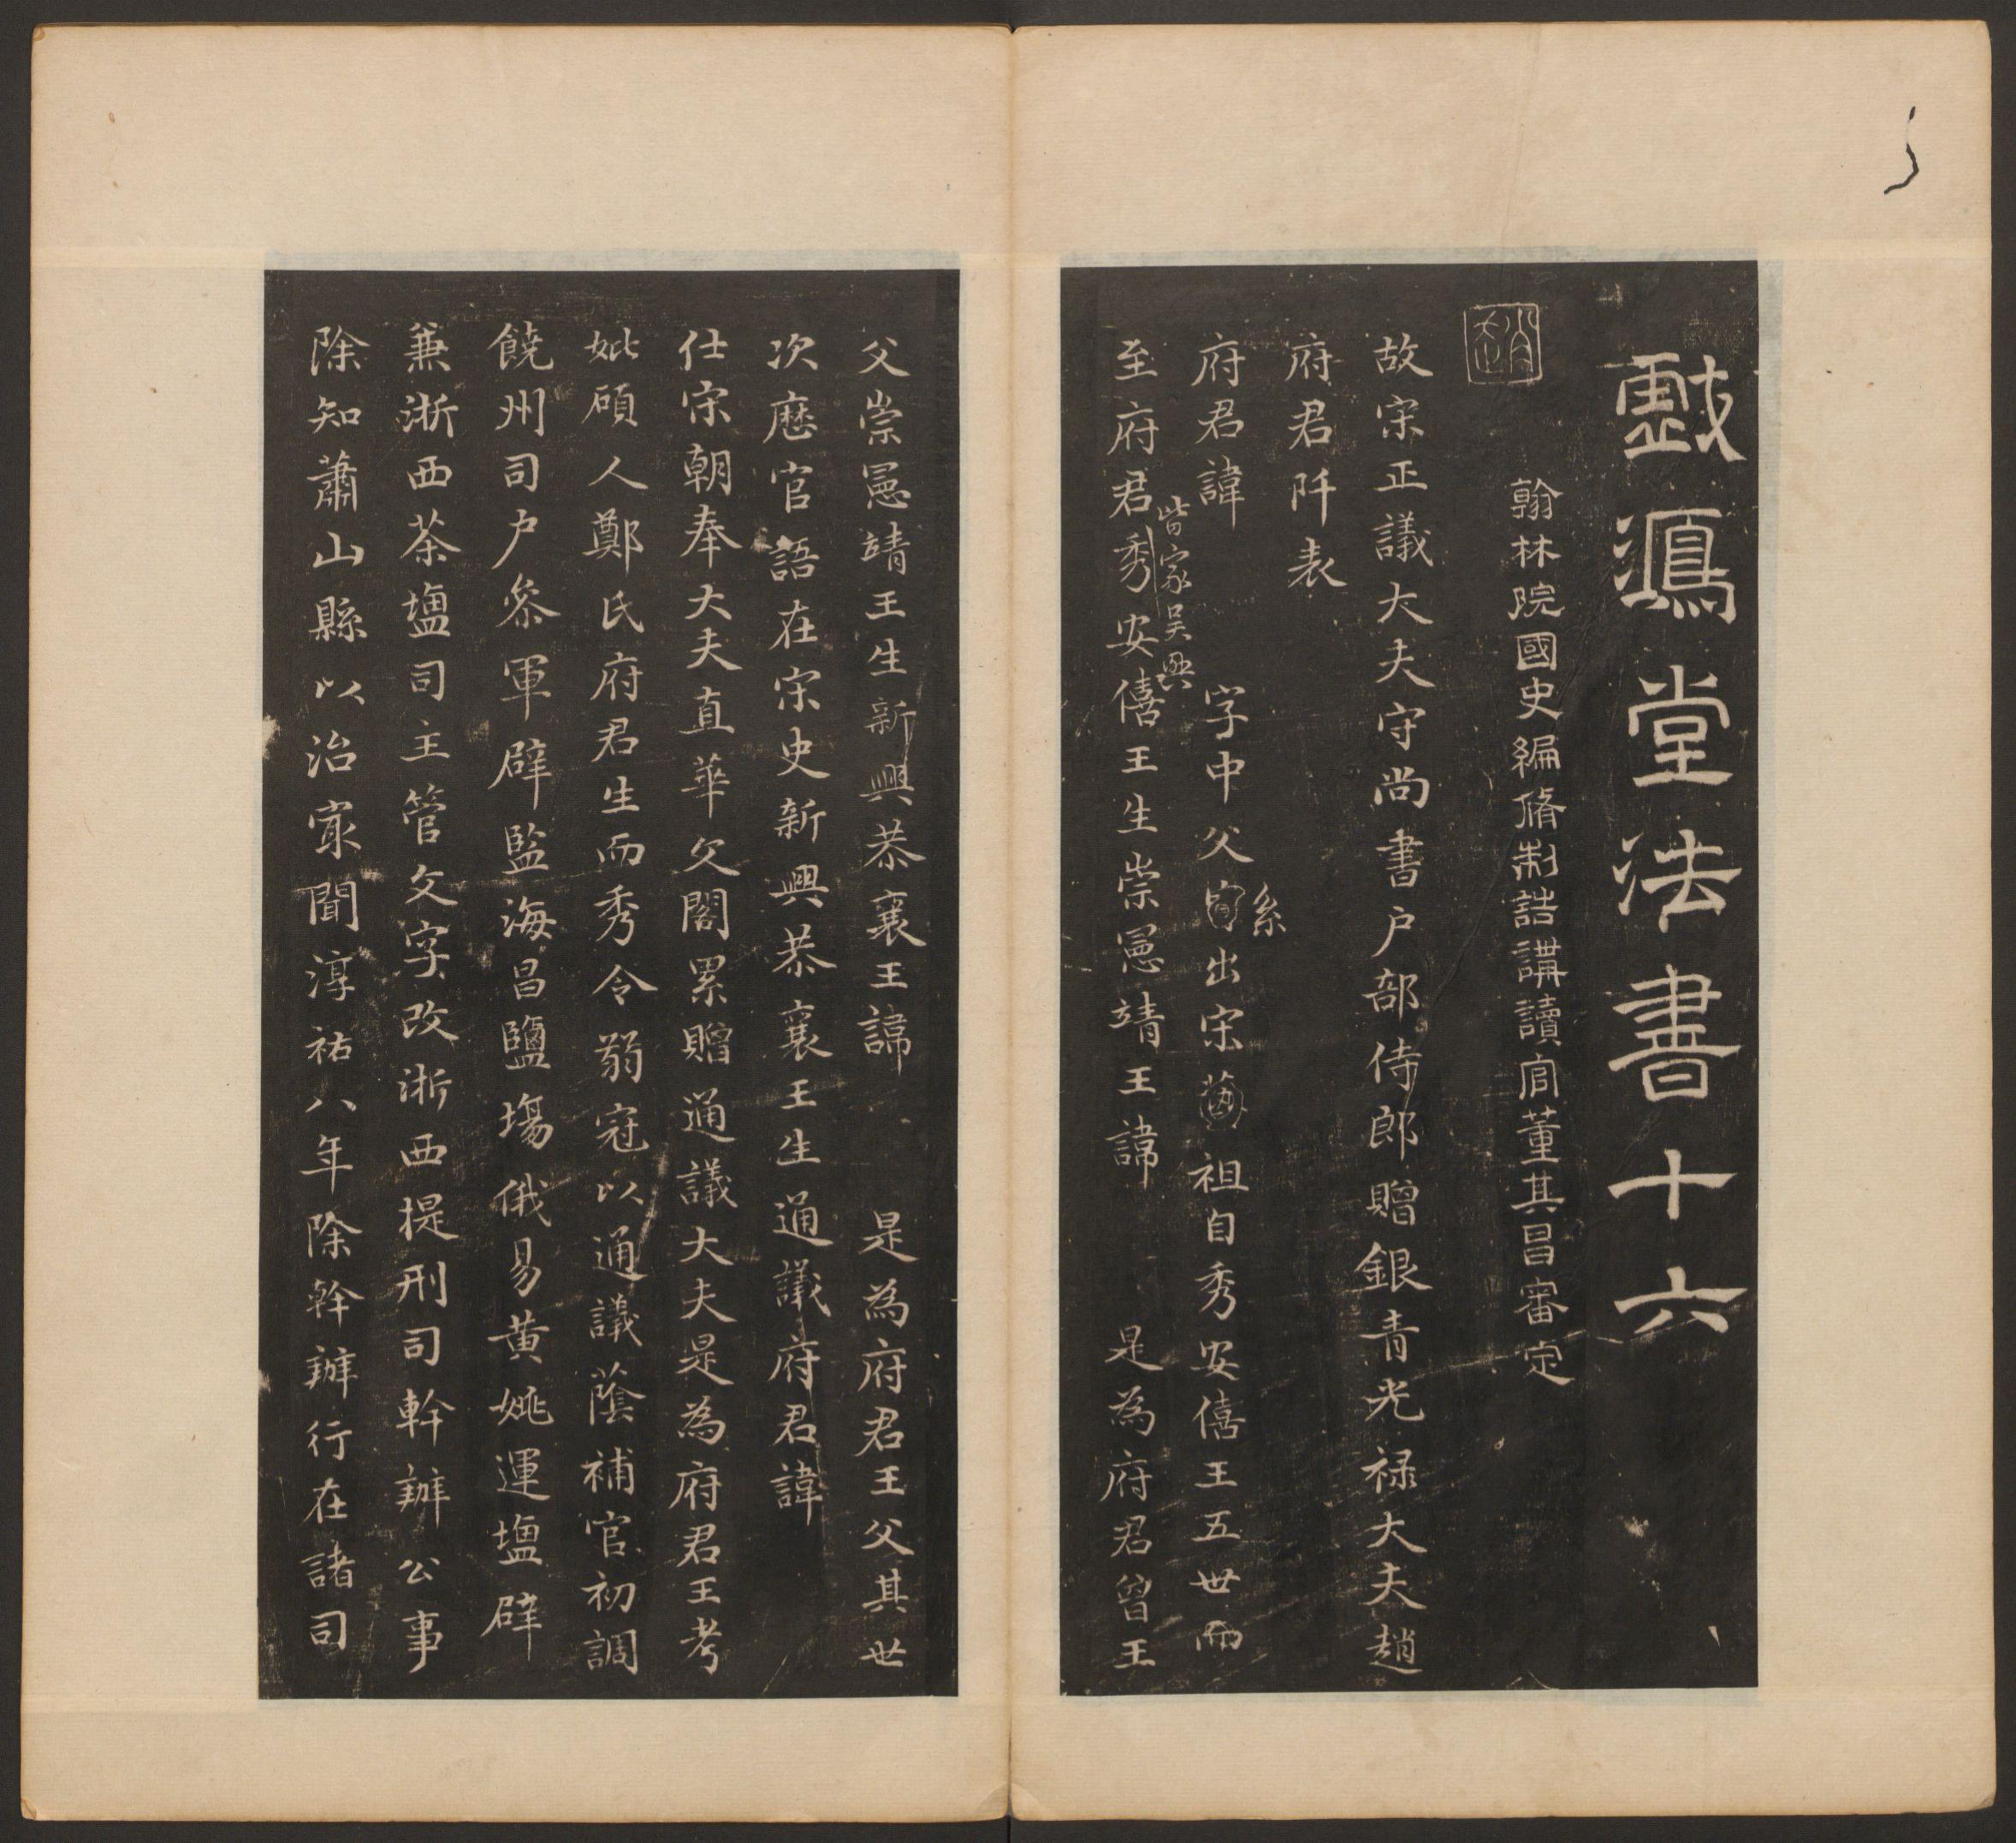 戲鴻堂法書十六
翰林院國史編脩制誥講讀官董其昌審定
趙
故宋正議大夫守尚書戶部侍郎贈銀青光祿大夫趙
府君阡表
府君諱 字中父系出宋藝祖自秀安僖王五世而
皆家吳興
至府君秀安僖王生崇憲靖王諱 是為府君曾王
父崇憲靖王生新興恭襄王諱 是為府君王父其世
次歷官語在宋史新興恭襄王生通議府君諱
仕宋朝奉大夫直華文閣累贈通議大夫是為府君王考
妣碩人鄭氏府君生而秀令弱冠以通議蔭補官初調
饒州司户叅軍辟監海昌鹽場俄易黄姚運塩辟
兼浙西茶塩司主管文字改浙西提刑司幹辦公事
除知蕭山縣以治冣聞淳祐八年除幹辦行在諸司